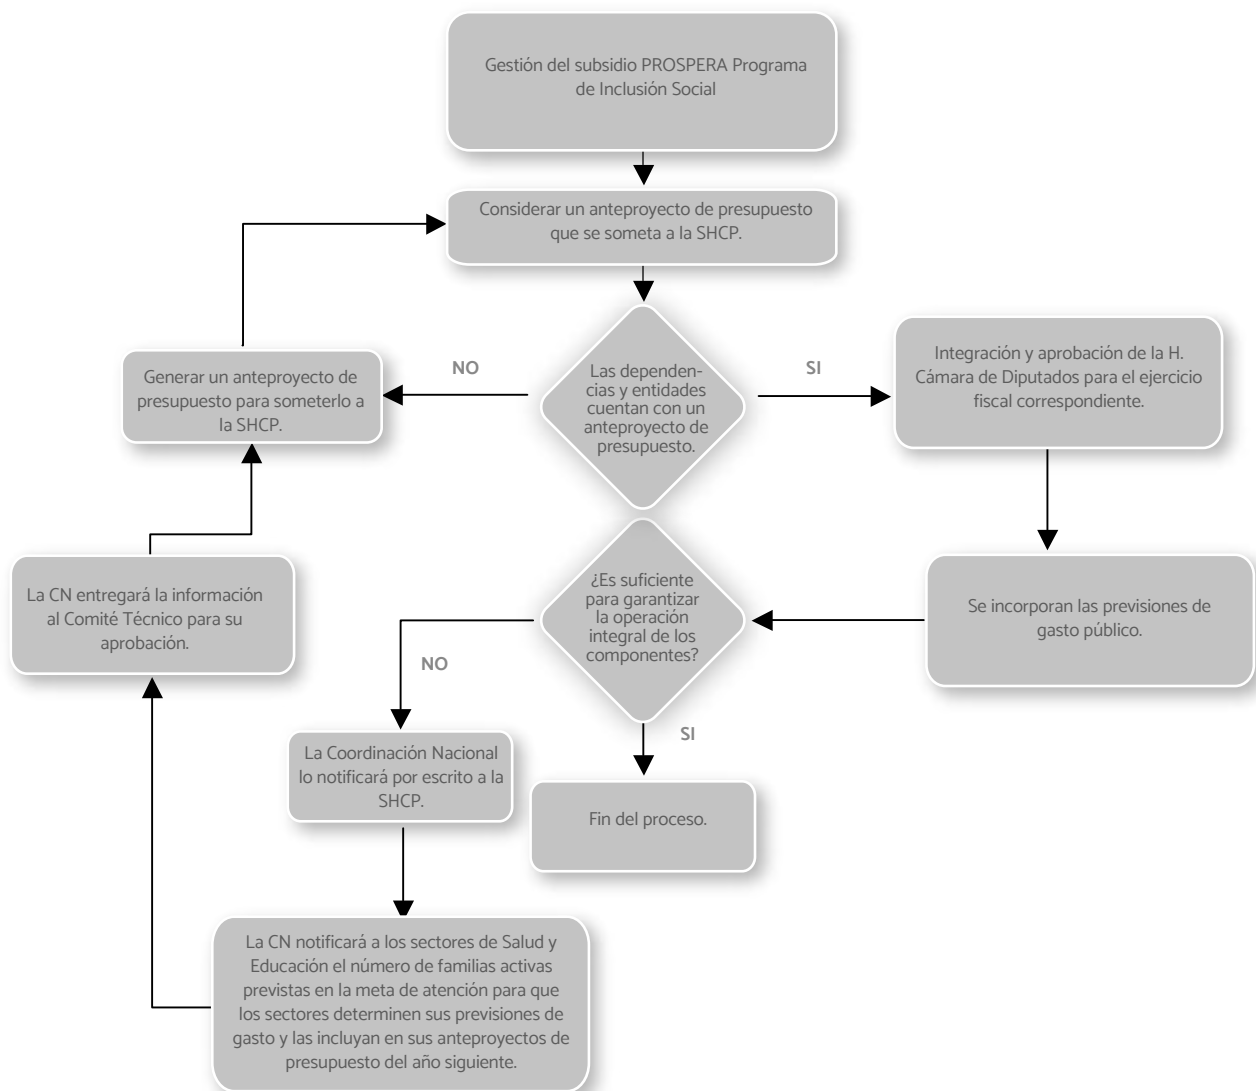 Gestión del subsidio PROSPERA Programa
de Inclusión Social
Considerar un anteproyecto de presupuesto
que se someta a la SHCP.
Las dependen-
cias y entidades
cuentan con un
anteproyecto de
presupuesto.
NO
SI
Generar un anteproyecto de
presupuesto para someterlo a
la SHCP.
Integración y aprobación de la H.
Cámara de Diputados para el ejercicio
fiscal correspondiente.
Se incorporan las previsiones de
gasto público.
¿Es suficiente
para garantizar
la operación
integral de los
componentes?
NO
SI
La CN entregará la información
al Comité Técnico para su
aprobación.
La Coordinación Nacional
lo notificará por escrito a la
SHCP.
Fin del proceso.
La CN notificará a los sectores de Salud y
Educación el número de familias activas
previstas en la meta de atención para que
los sectores determinen sus previsiones de
gasto y las incluyan en sus anteproyectos de
presupuesto del año siguiente.